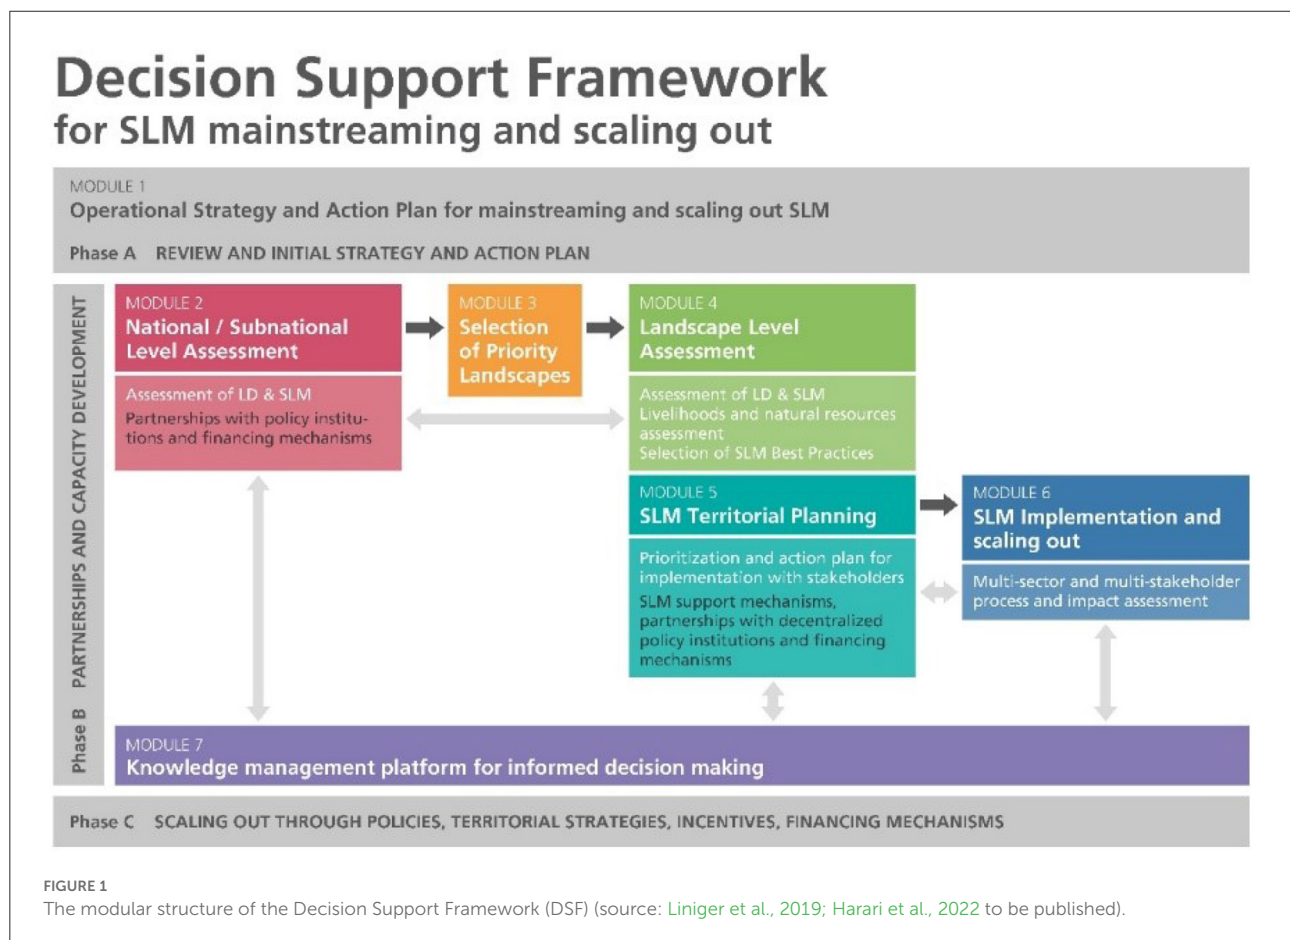 Decision Support Framework
for SLM mainstreaming and scaling out
MODULE 1
Operational Strategy and Action Plan for mainstreaming and scaling out SLM
Phase A REVIEW AND INITIAL STRATEGY AND ACTION PLAN
Phase B PARTNERSHIPS AND CAPACITY DEVELOPMENT
MODULE 2
National / Subnational
Level Assessment
Assessment of LD & SLM
Partnerships with policy institu-
tions and financing mechanisms
MODULE 3
Selection
of Priority
Landscapes
MODULE 4
Landscape Level
Assessment
Assessment of LD & SLM
Livelihoods and natural resources
assessment
Selection of SLM Best Practices
MODULE 5
SLM Territorial Planning
Prioritization and action plan for
implementation with stakeholders
SLM support mechanisms,
partnerships with decentralized
policy institutions and financing
mechanisms
MODULE 6
SLM Implementation and
scaling out
Multi-sector and multi-stakeholder
process and impact assessment
MODULE 7
Knowledge management platform for informed decision making
Phase C SCALING OUT THROUGH POLICIES, TERRITORIAL STRATEGIES, INCENTIVES, FINANCING MECHANISMS
FIGURE 1
The modular structure of the Decision Support Framework (DSF) (source: Liniger et al., 2019; Harari et al., 2022 to be published).